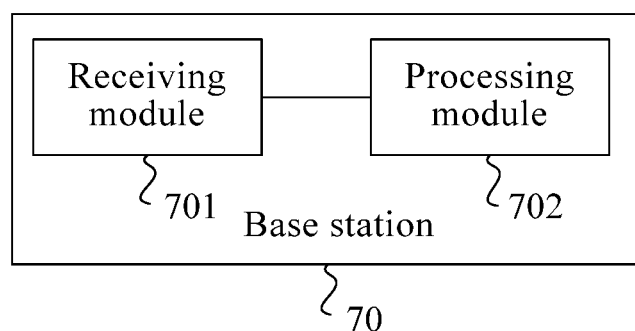 Receiving
module
Processing
module
701
702
Base station
70